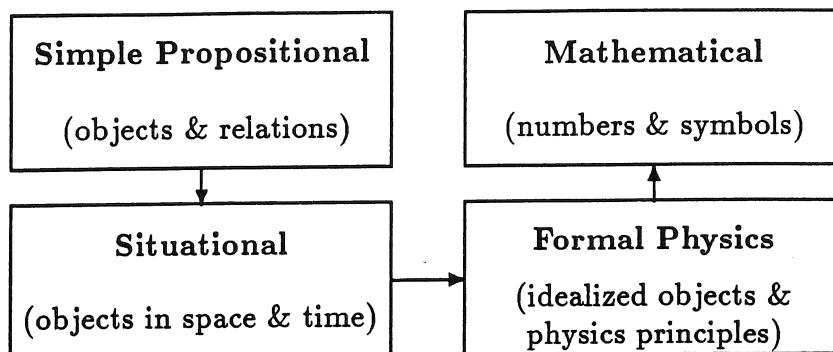 Simple Propositional
(objects & relations)
Mathematical
(numbers & symbols)
Situational
(objects in space & time)
Formal Physics
(idealized objects &
physics principles)